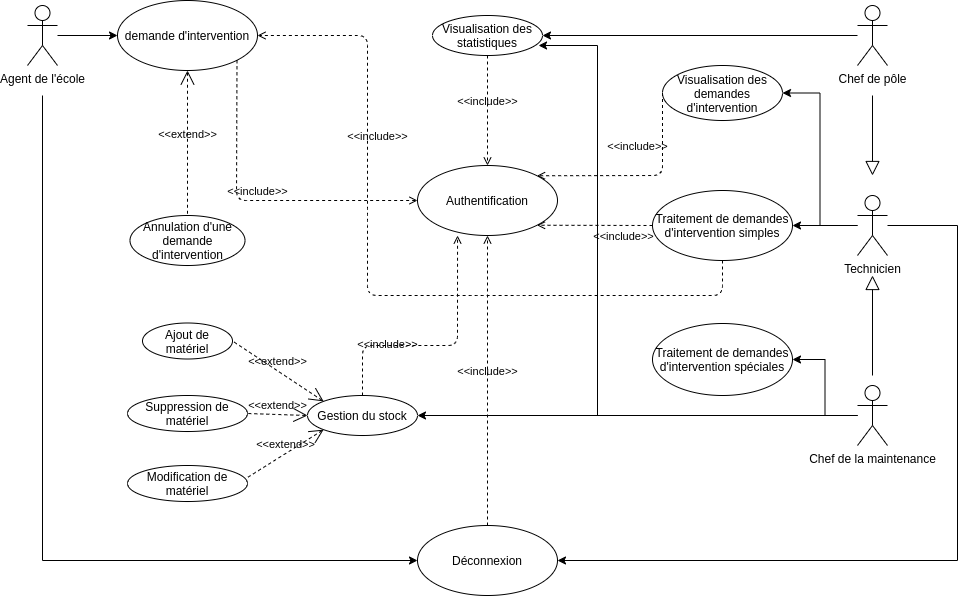 Agent de l'école
demande d'intervention
Visualisation des
statistiques
Chef de pôle
Visualisation des
demandes
d'intervention
<<include>>
<<extend>>
<<include>>
<<include>>
<<include>>
Authentification
Annulation d'une
demande
d'intervention
Traitement de demandes
d'intervention simples
<<include>>
Technicien
Ajout de
matériel
<<extend>>
<<include>>
<<include>>
Traitement de demandes
d'intervention spéciales
Suppression de
matériel
<<extend>>
Gestion du stock
<<extend>>
Modification de
matériel
Chef de la maintenance
Déconnexion